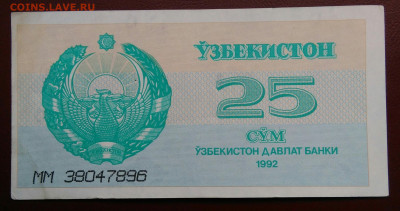 COINS.LAVE.RU
ЎЗБЕКИСТОН
25
СЎМ
ЎЗБЕКИСТОН ДАВЛАТ БАНКИ
1992
ММ 38047896